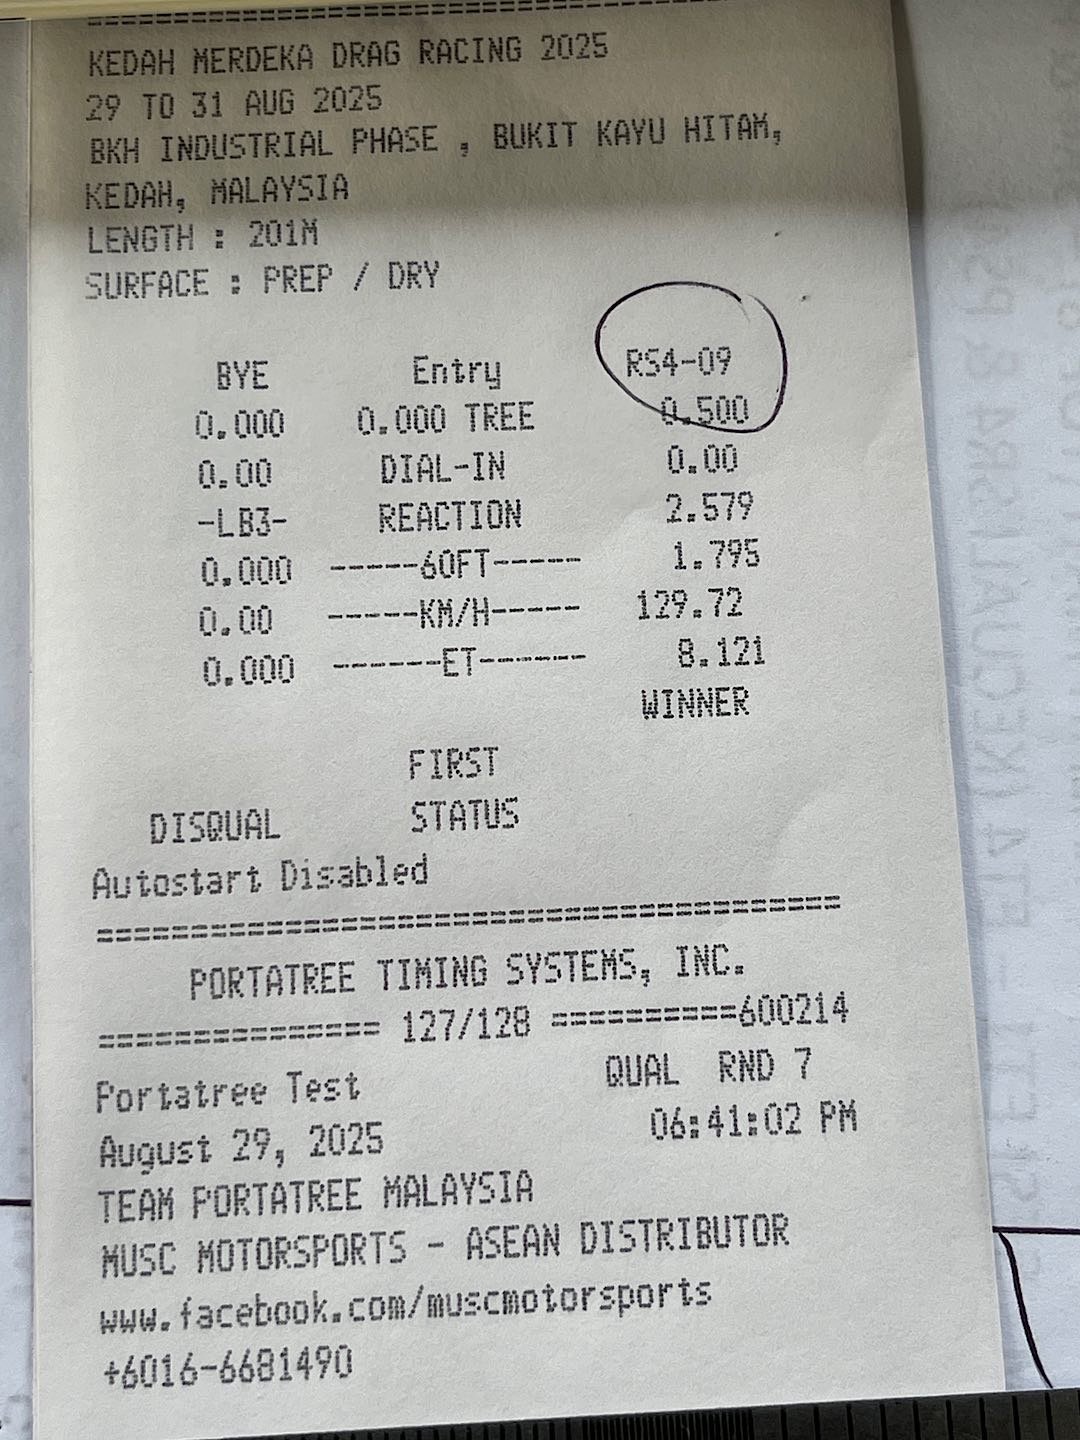 =========================================
KEDAH MERDEKA DRAG RACING 2025
29 TO 31 AUG 2025
BKH INDUSTRIAL PHASE , BUKIT KAYU HITAM,
KEDAH, MALAYSIA
LENGTH : 201M
SURFACE : PREP / DRY
BYE Entry RS4-09
0.000 0.000 TREE 0.500
0.00 DIAL-IN 0.00
-LB3- REACTION 2.579
0.000 -----60FT----- 1.795
0.00 -----KM/H----- 129.72
0.000 ------ET------ 8.121
WINNER
FIRST
DISQUAL STATUS
Autostart Disabled
========================================
PORTATREE TIMING SYSTEMS, INC.
=============== 127/128 ==========600214
Portatree Test QUAL RND 7
August 29, 2025 06:41:02 PM
TEAM PORTATREE MALAYSIA
MUSC MOTORSPORTS - ASEAN DISTRIBUTOR
www.facebook.com/muscmotorsports
+6016-6681490